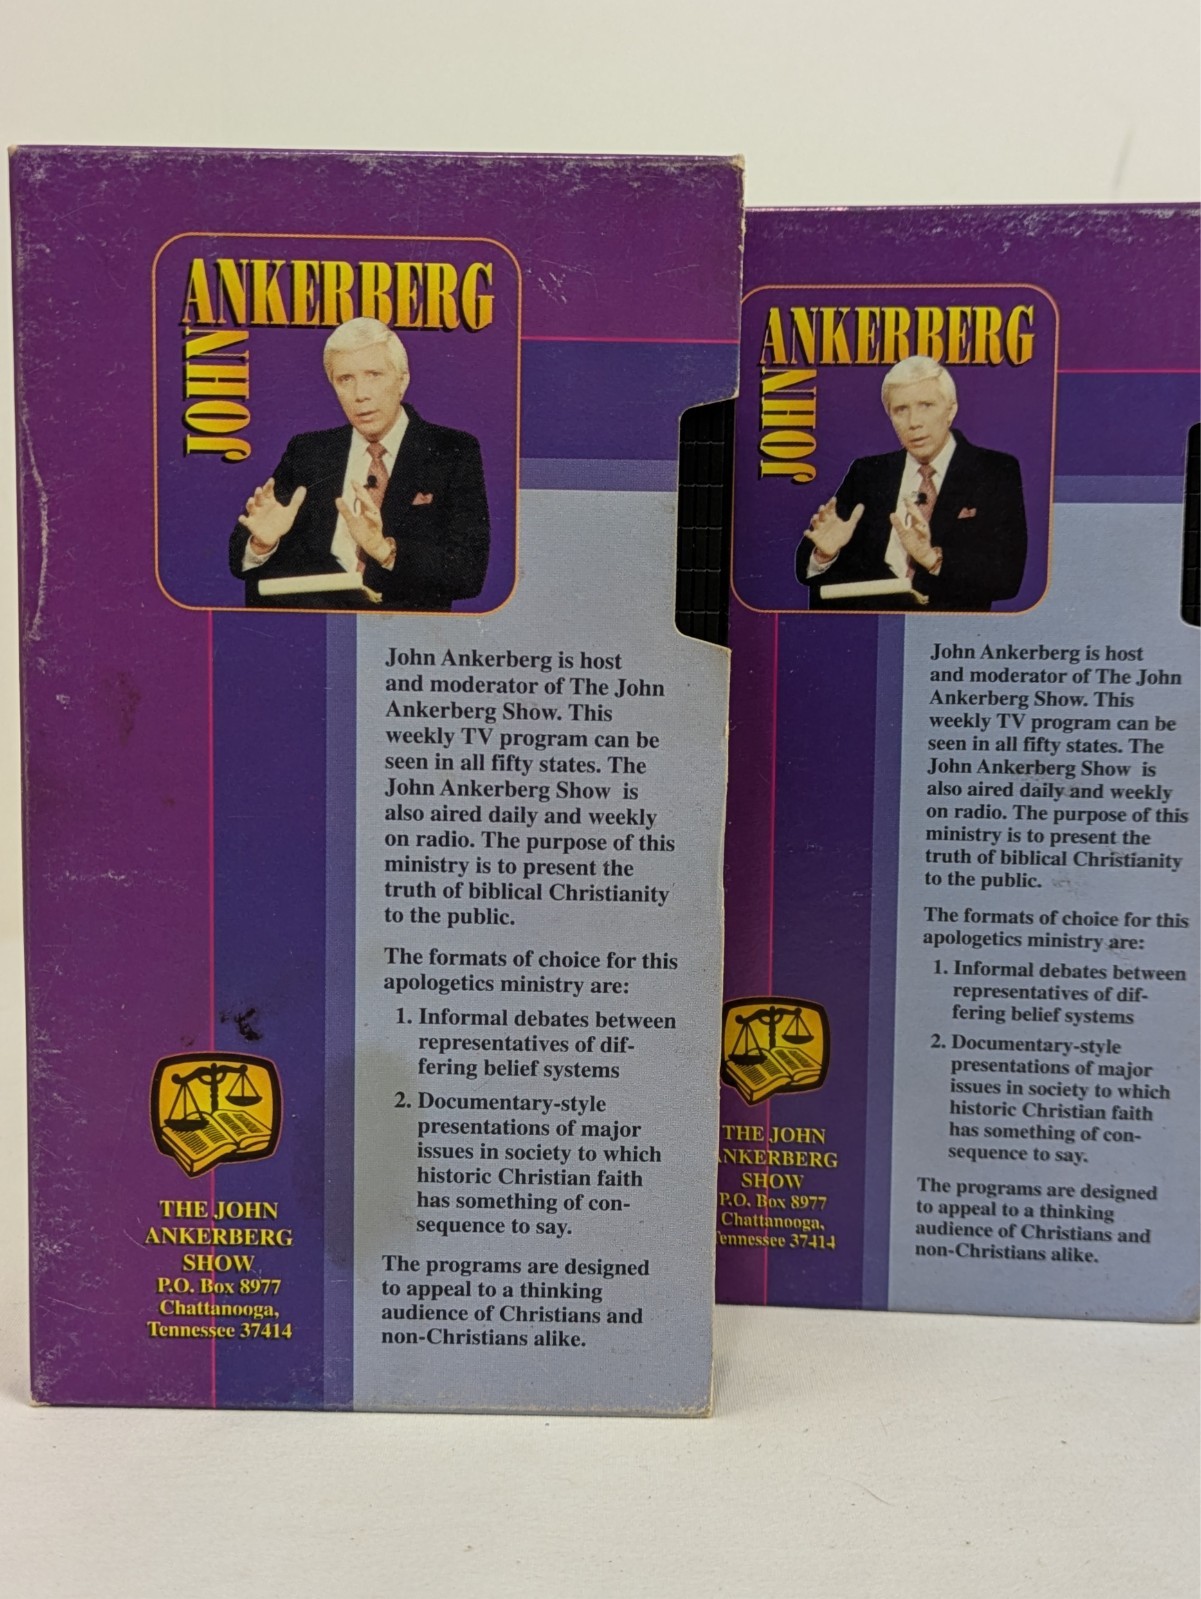 ANKERBERG
JOHN
John Ankerberg is host
and moderator of The John
Ankerberg Show. This
weekly TV program can be
seen in all fifty states. The
John Ankerberg Show is
also aired daily and weekly
on radio. The purpose of this
ministry is to present the
truth of biblical Christianity
to the public.
The formats of choice for this
apologetics ministry are:
1. Informal debates between
representatives of dif-
fering belief systems
2. Documentary-style
presentations of major
issues in society to which
historic Christian faith
has something of con-
sequence to say.
The programs are designed
to appeal to a thinking
audience of Christians and
non-Christians alike.
THE JOHN
ANKERBERG
SHOW
P.O. Box 8977
Chattanooga,
Tennessee 37414
ANKERBERG
JOHN
John Ankerberg is host
and moderator of The John
Ankerberg Show. This
weekly TV program can be
seen in all fifty states. The
John Ankerberg Show is
also aired daily and weekly
on radio. The purpose of this
ministry is to present the
truth of biblical Christianity
to the public.
The formats of choice for this
apologetics ministry are:
1. Informal debates between
representatives of dif-
fering belief systems
2. Documentary-style
presentations of major
issues in society to which
historic Christian faith
has something of con-
sequence to say.
The programs are designed
to appeal to a thinking
audience of Christians and
non-Christians alike.
THE JOHN
NKERBERG
SHOW
P.O. Box 8977
Chattanooga,
ennessee 37414